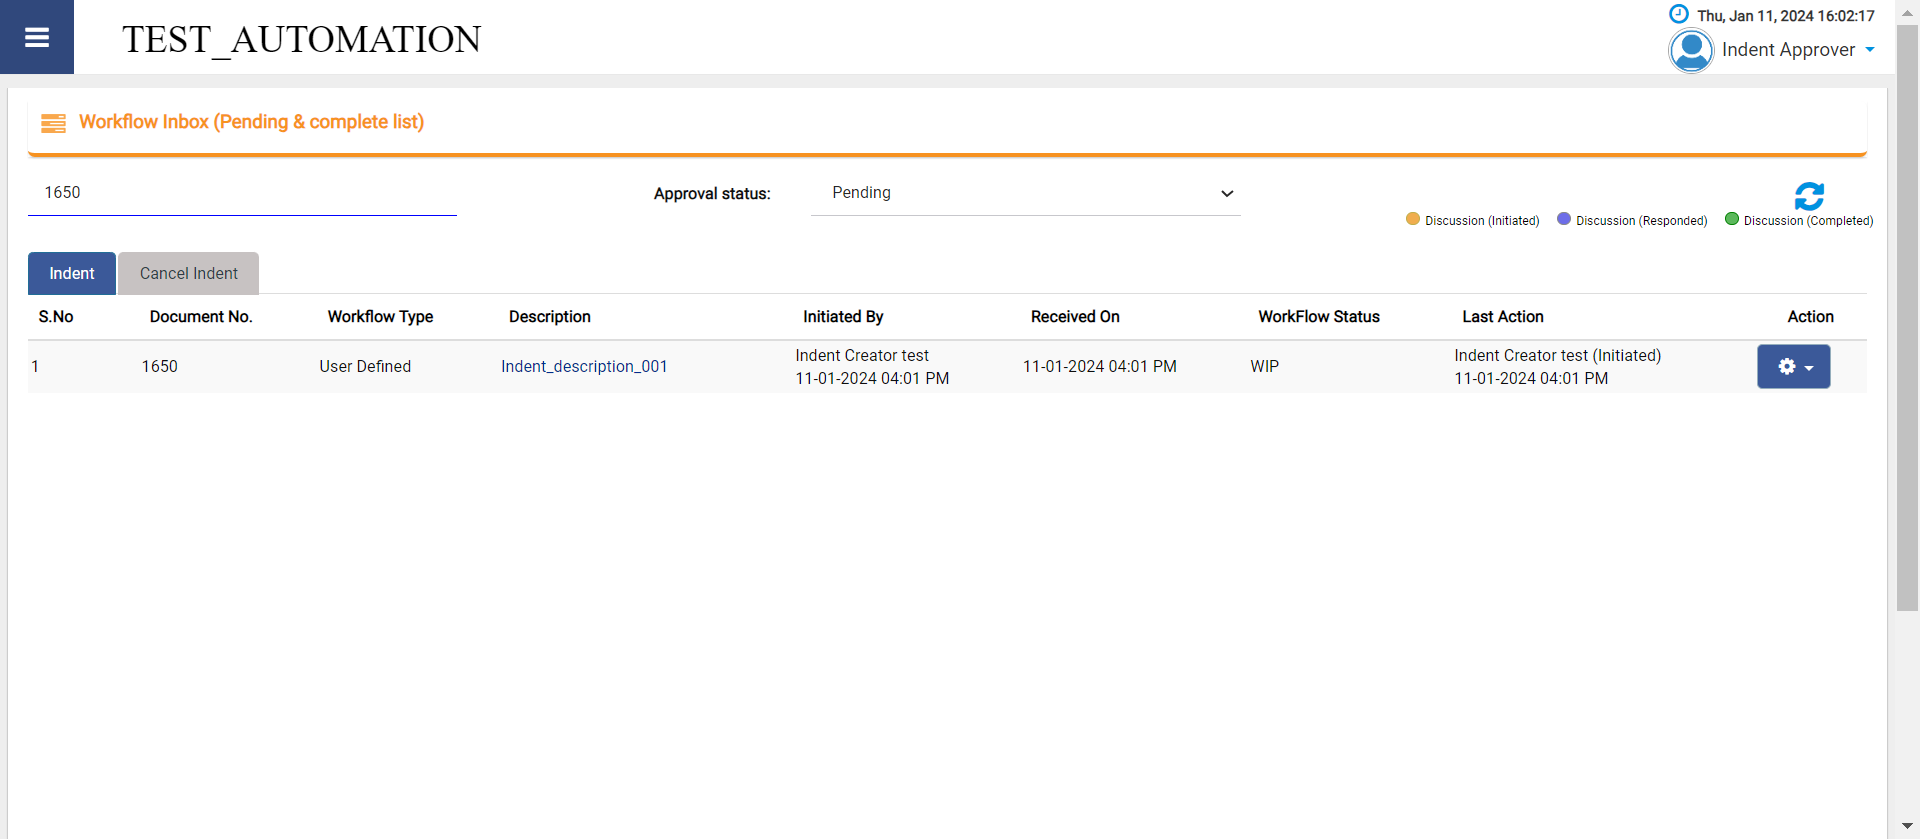 TEST_AUTOMATION
Thu, Jan 11, 2024 16:02:17
Indent Approver
Workflow Inbox (Pending & complete list)
1650
Approval status:
Pending
Discussion (Initiated)
Discussion (Responded)
Discussion (Completed)
Indent
Cancel Indent
S.No Document No. Workflow Type Description Initiated By Received On WorkFlow Status Last Action Action
1 1650 User Defined Indent_description_001 Indent Creator test 11-01-2024 04:01 PM WIP Indent Creator test (Initiated)
11-01-2024 04:01 PM 11-01-2024 04:01 PM